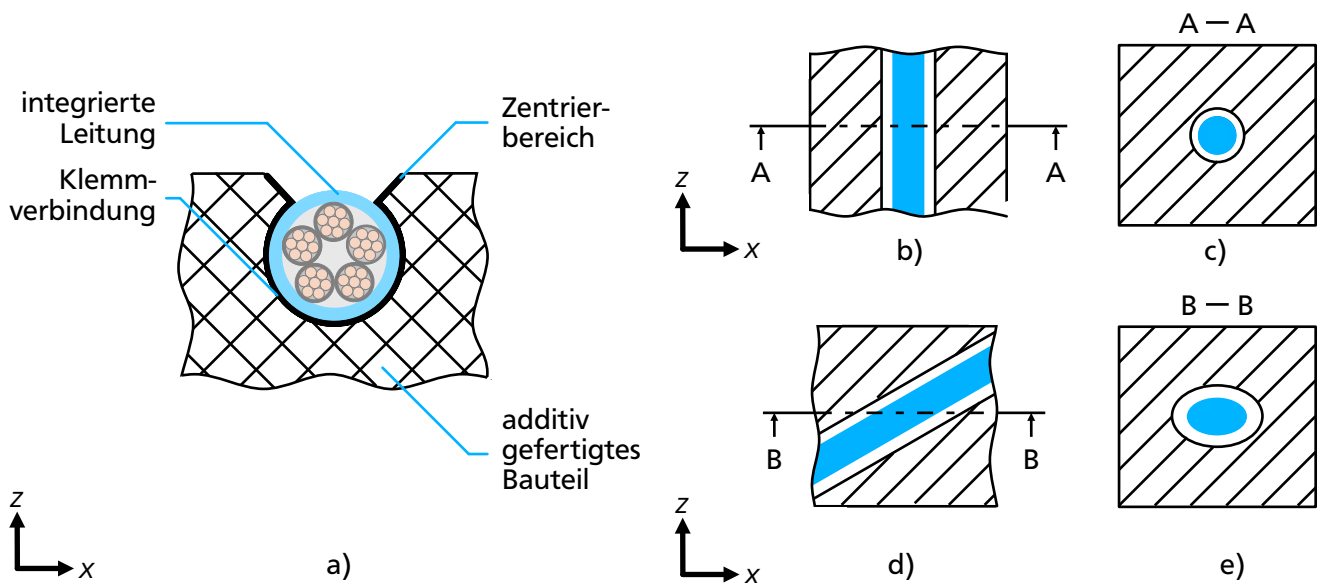 integrierte
Leitung
Zentrier-
bereich
Klemm-
verbindung
additiv
gefertigtes
Bauteil
z
x
a)
A
A
z
x
b)
A — A
c)
B
B
z
x
d)
B — B
e)